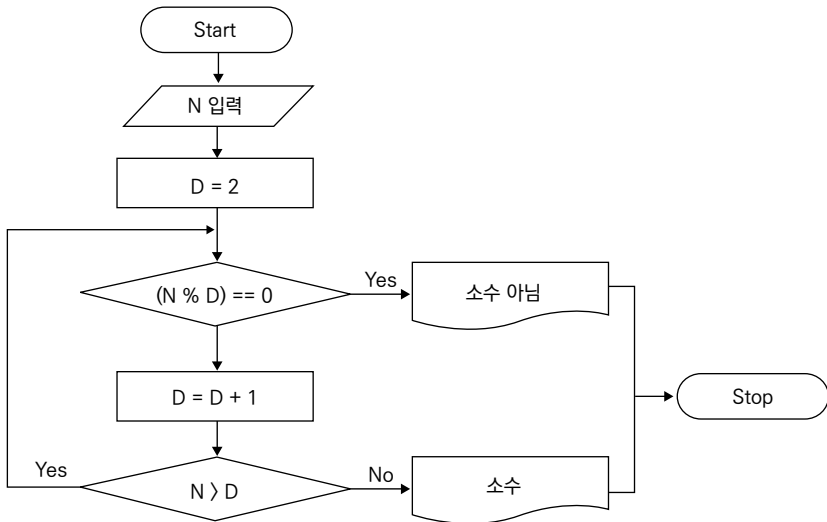 Start
N 입력
D = 2
(N % D) == 0
Yes
소수 아님
D = D + 1
Stop
Yes
N 〉 D
No
소수